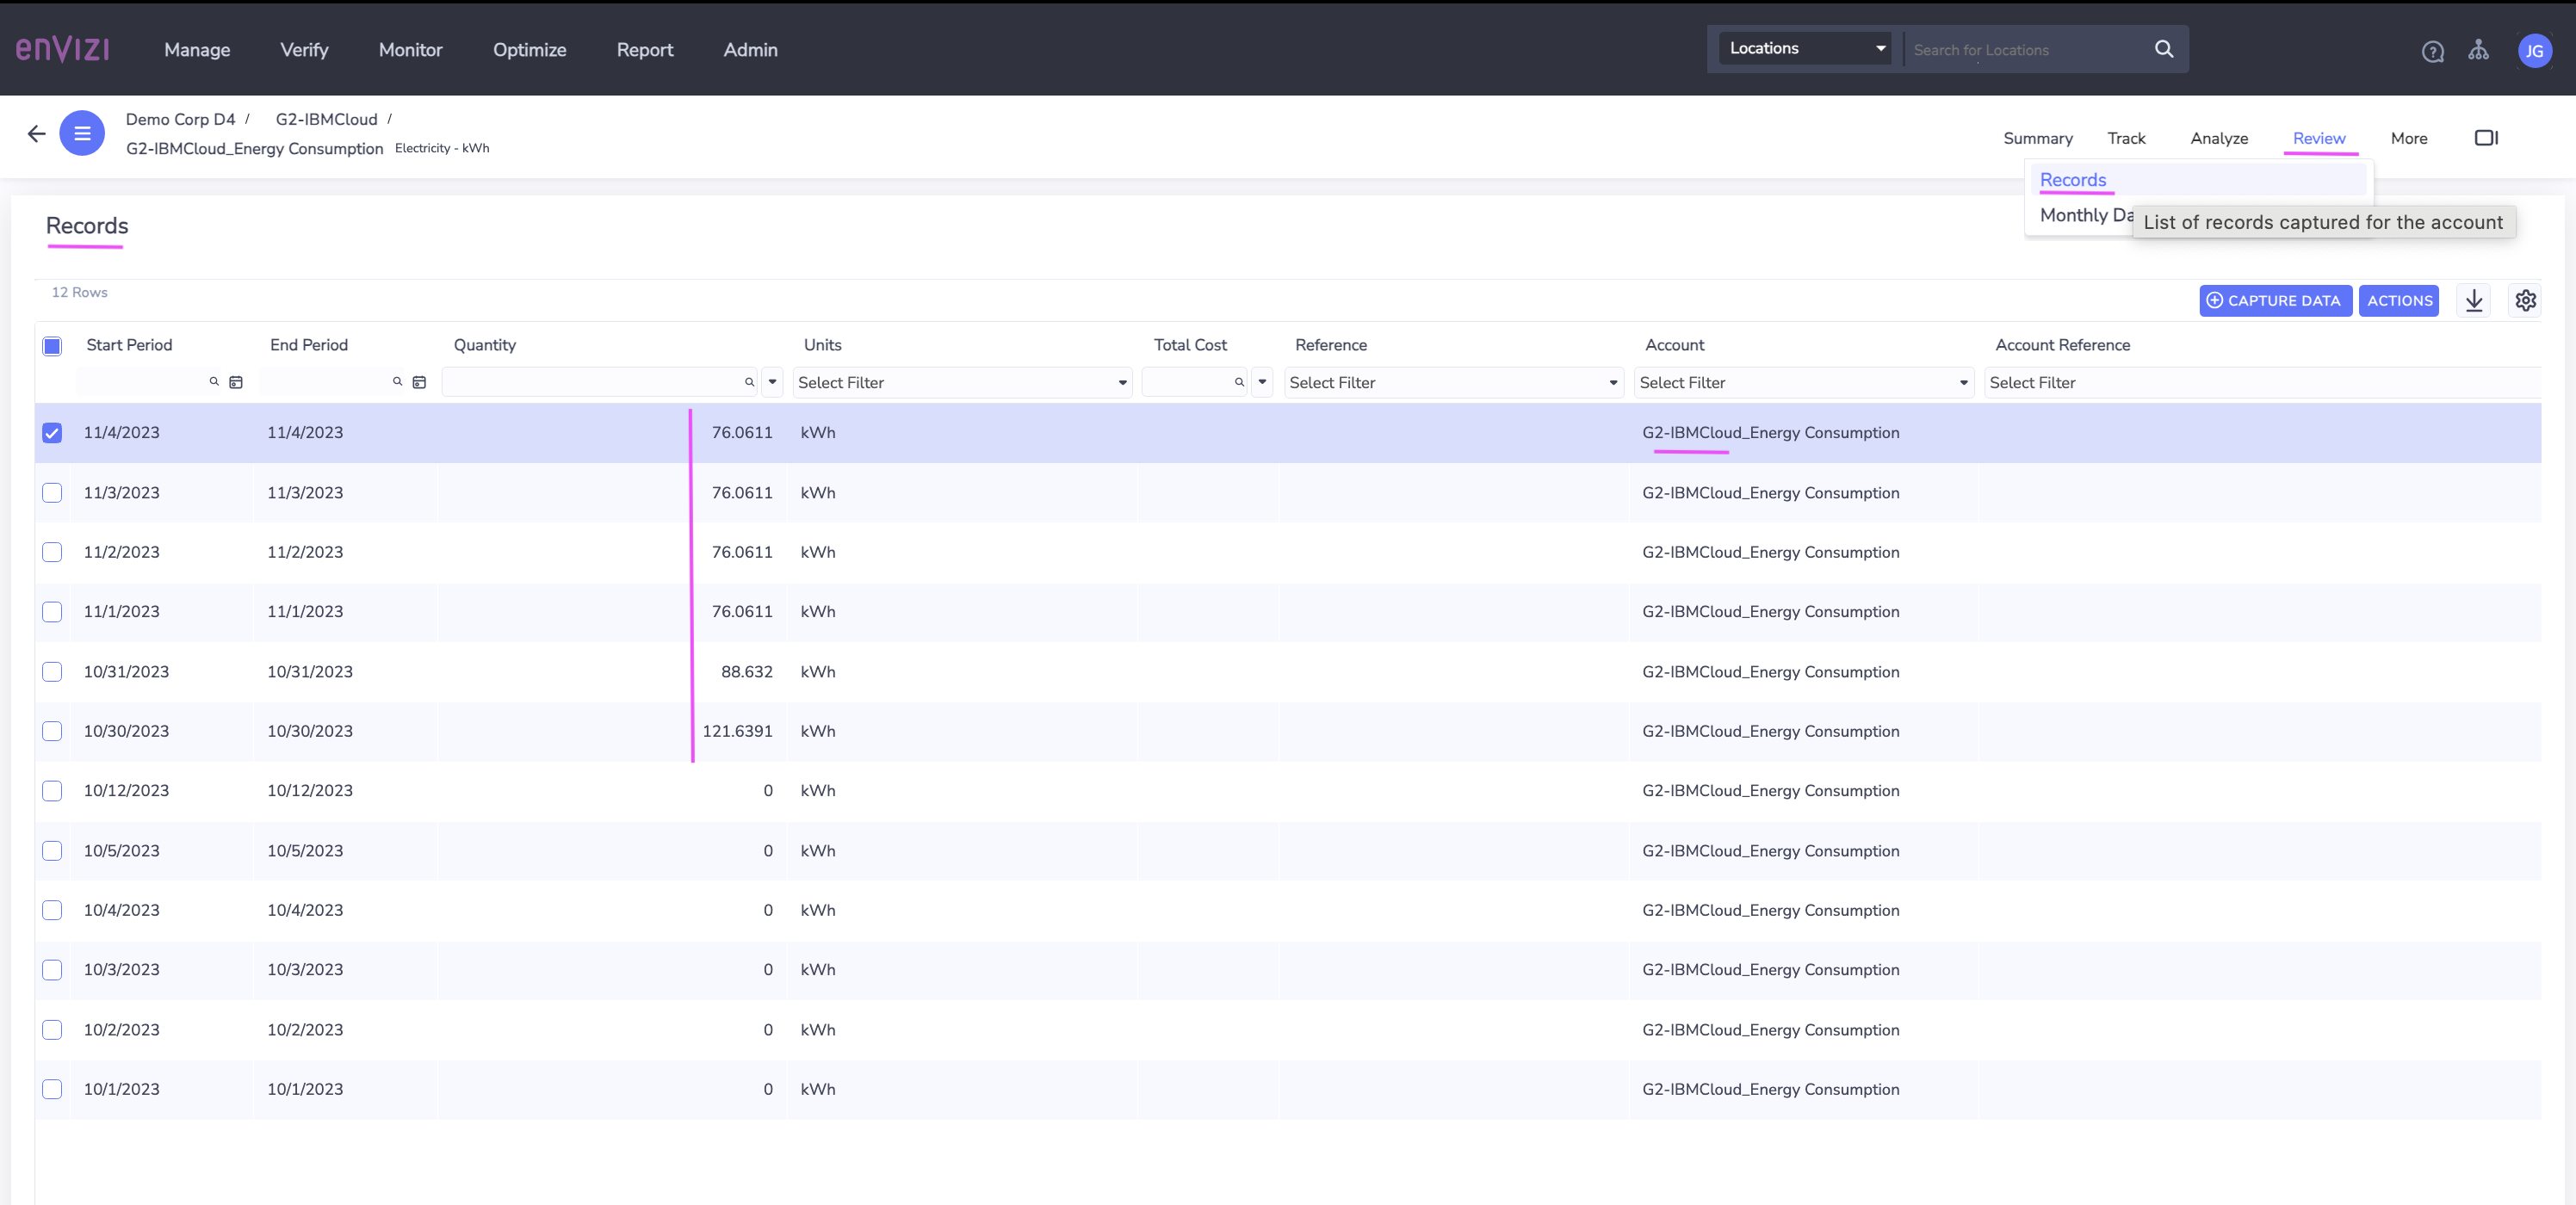 enVIZI Manage Verify Monitor Optimize Report Admin Locations Search for Locations JG
Demo Corp D4 / G2-IBMCloud /
G2-IBMCloud_Energy Consumption Electricity - kWh
Summary Track Analyze Review More
Records
Monthly Da
List of records captured for the account
Records
12 Rows
CAPTURE DATA ACTIONS
Start Period End Period Quantity Units Total Cost Reference Account Account Reference
Select Filter Select Filter Select Filter Select Filter
11/4/2023 11/4/2023 76.0611 kWh G2-IBMCloud_Energy Consumption
11/3/2023 11/3/2023 76.0611 kWh G2-IBMCloud_Energy Consumption
11/2/2023 11/2/2023 76.0611 kWh G2-IBMCloud_Energy Consumption
11/1/2023 11/1/2023 76.0611 kWh G2-IBMCloud_Energy Consumption
10/31/2023 10/31/2023 88.632 kWh G2-IBMCloud_Energy Consumption
10/30/2023 10/30/2023 121.6391 kWh G2-IBMCloud_Energy Consumption
10/12/2023 10/12/2023 0 kWh G2-IBMCloud_Energy Consumption
10/5/2023 10/5/2023 0 kWh G2-IBMCloud_Energy Consumption
10/4/2023 10/4/2023 0 kWh G2-IBMCloud_Energy Consumption
10/3/2023 10/3/2023 0 kWh G2-IBMCloud_Energy Consumption
10/2/2023 10/2/2023 0 kWh G2-IBMCloud_Energy Consumption
10/1/2023 10/1/2023 0 kWh G2-IBMCloud_Energy Consumption